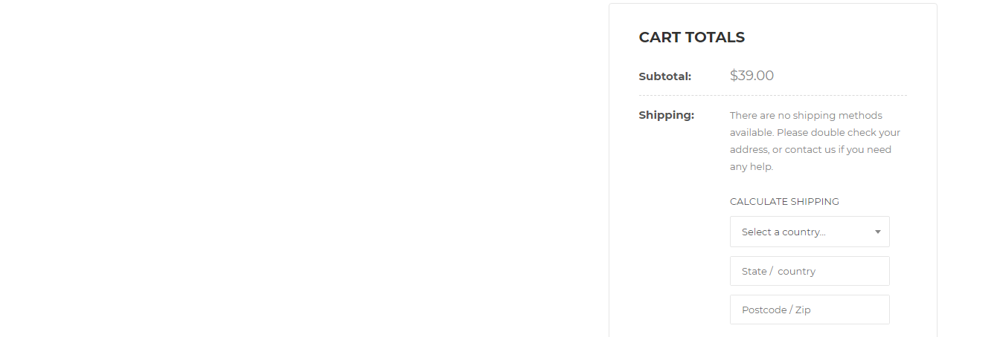 CART TOTALS
Subtotal: $39.00
Shipping: There are no shipping methods
available. Please double check your
address, or contact us if you need
any help.
CALCULATE SHIPPING
Select a country...
State /  country
Postcode / Zip